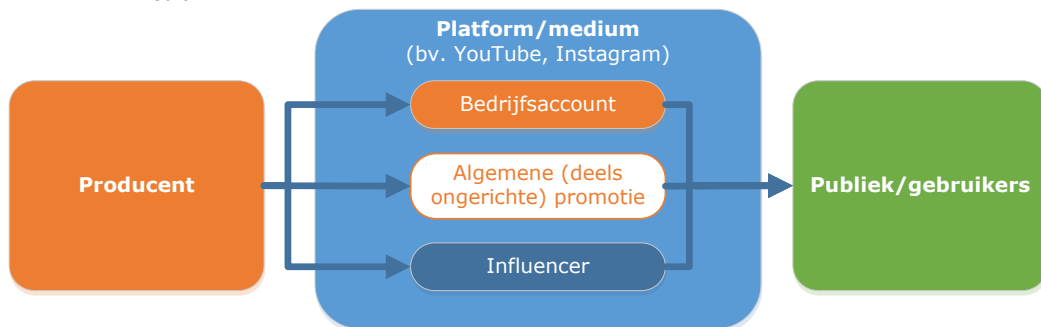 Platform/medium
(bv. YouTube, Instagram)
Producent
Bedrijfsaccount
Algemene (deels
ongerichte) promotie
Influencer
Publiek/gebruikers